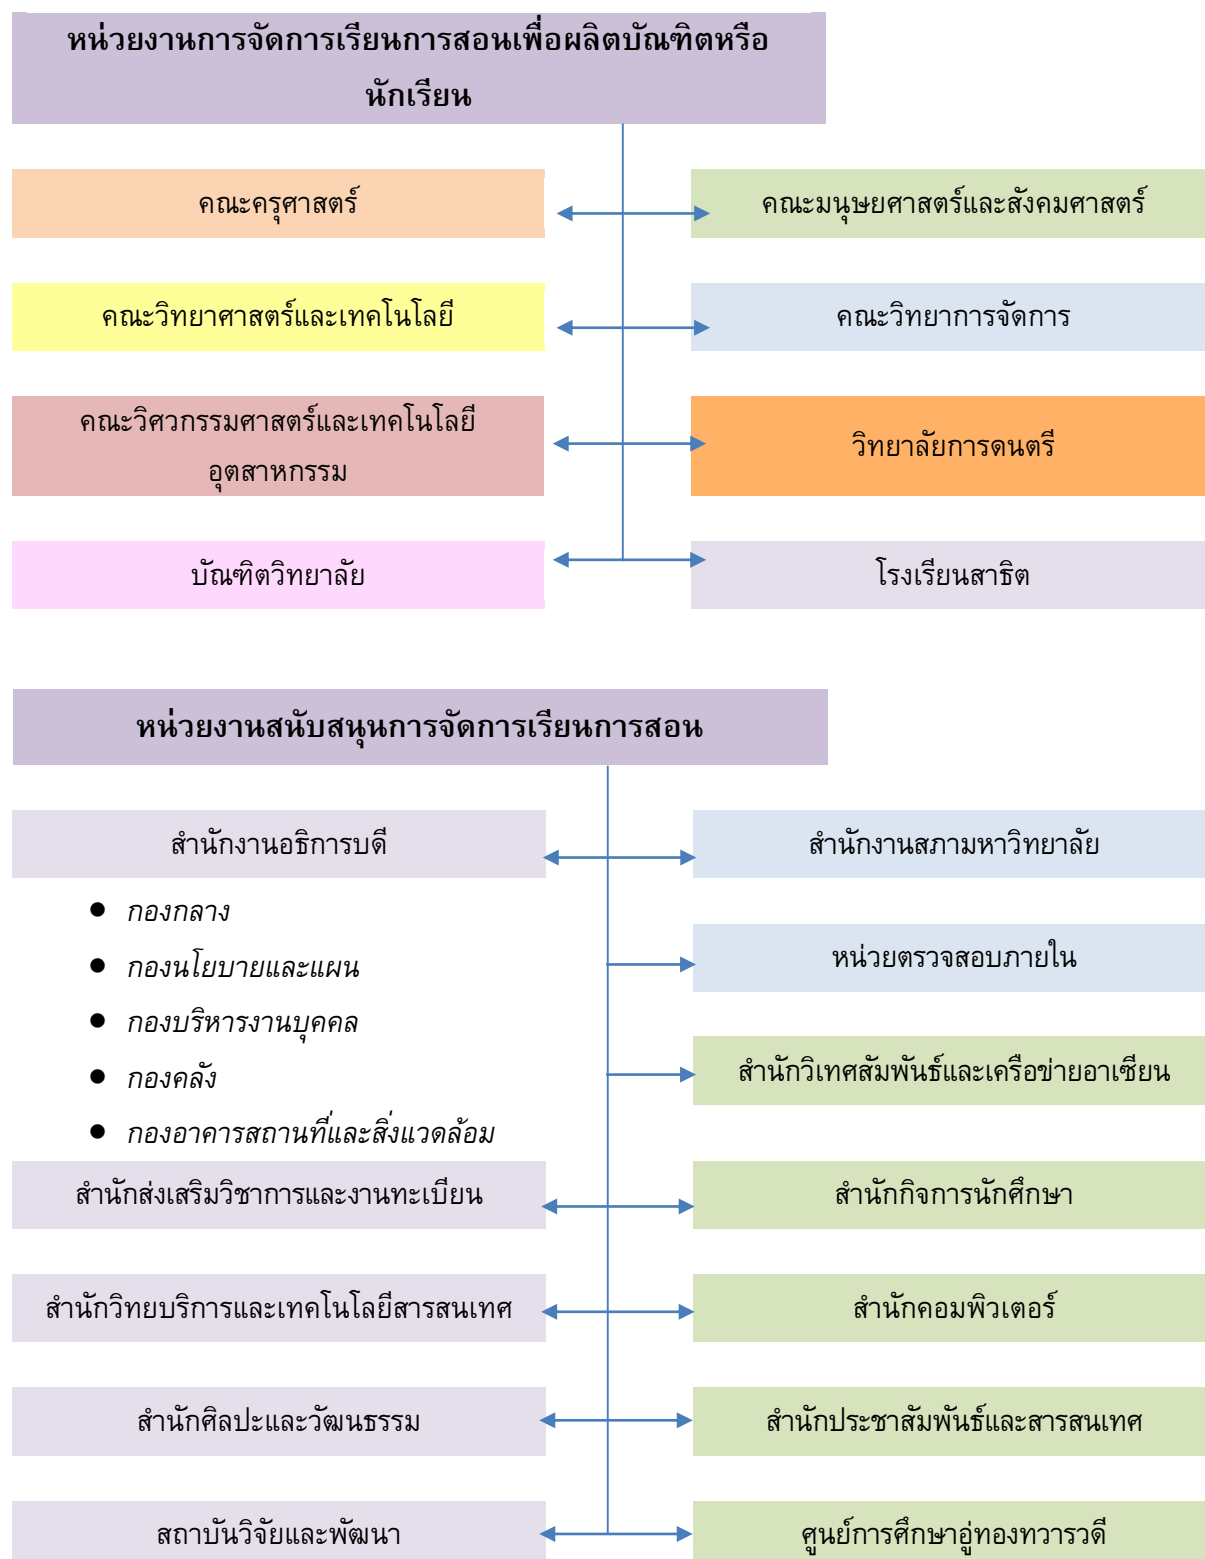 หน่วยงานการจัดการเรียนการสอนเพื่อผลิตบัณฑิตหรือ
นักเรียน
คณะครุศาสตร์
คณะมนุษยศาสตร์และสังคมศาสตร์
คณะวิทยาศาสตร์และเทคโนโลยี
คณะวิทยาการจัดการ
คณะวิศวกรรมศาสตร์และเทคโนโลยี
อุตสาหกรรม
วิทยาลัยการดนตรี
บัณฑิตวิทยาลัย
โรงเรียนสาธิต
หน่วยงานสนับสนุนการจัดการเรียนการสอน
สำนักงานอธิการบดี
สำนักงานสภามหาวิทยาลัย
● กองกลาง
● กองนโยบายและแผน
● กองบริหารงานบุคคล
● กองคลัง
● กองอาคารสถานที่และสิ่งแวดล้อม
หน่วยตรวจสอบภายใน
สำนักวิเทศสัมพันธ์และเครือข่ายอาเซียน
สำนักส่งเสริมวิชาการและงานทะเบียน
สำนักกิจการนักศึกษา
สำนักวิทยบริการและเทคโนโลยีสารสนเทศ
สำนักคอมพิวเตอร์
สำนักศิลปะและวัฒนธรรม
สำนักประชาสัมพันธ์และสารสนเทศ
สถาบันวิจัยและพัฒนา
ศูนย์การศึกษาอู่ทองทวารวดี